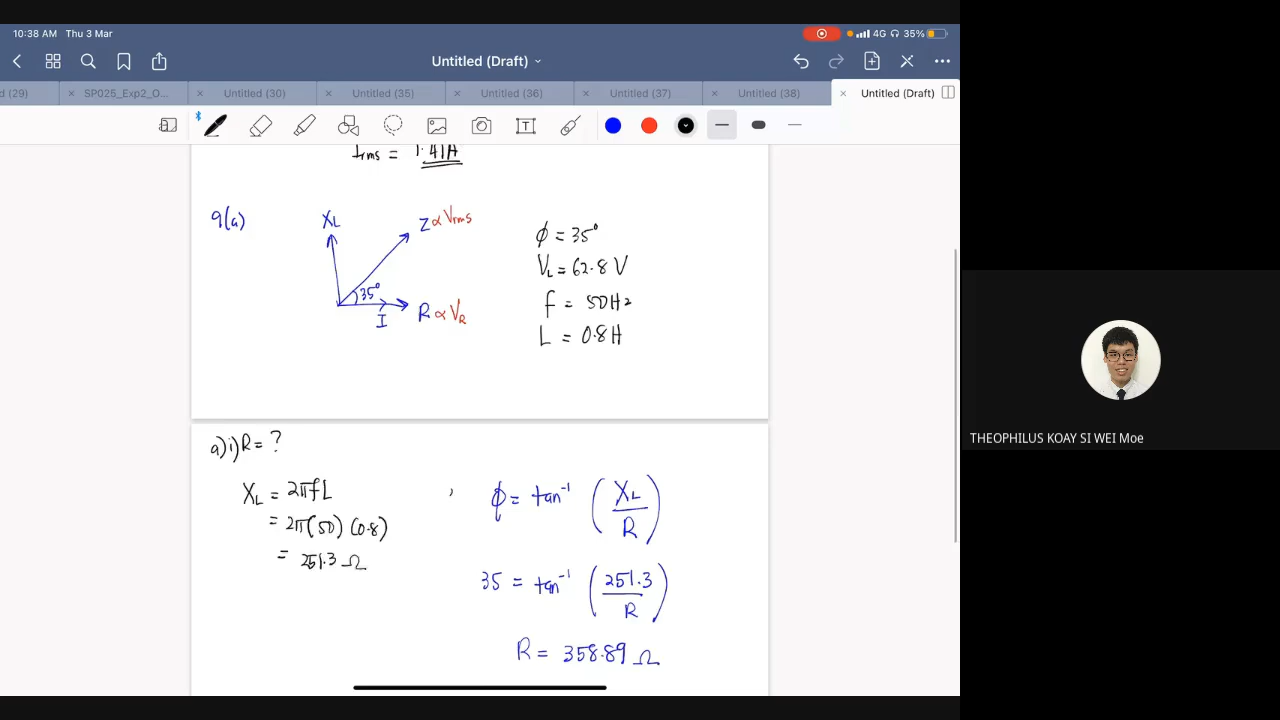 10:38 AM Thu 3 Mar
4G 35%
Untitled (Draft)
d (29)
SP025_Exp2_O...
Untitled (30)
Untitled (35)
Untitled (36)
Untitled (37)
Untitled (38)
Untitled (Draft)
Irms = 1.41A
9(a)
XL
Z∝Vrms
35°
I
R∝VR
ϕ = 35°
VL = 62.8 V
f = 50Hz
L = 0.8H
a)i)R = ?
XL = 2πfL
= 2π(50)(0.8)
= 251.3 Ω
,
ϕ = tan⁻¹ (XL/R)
35 = tan⁻¹ (251.3/R)
R = 358.89 Ω
THEOPHILUS KOAY SI WEI Moe